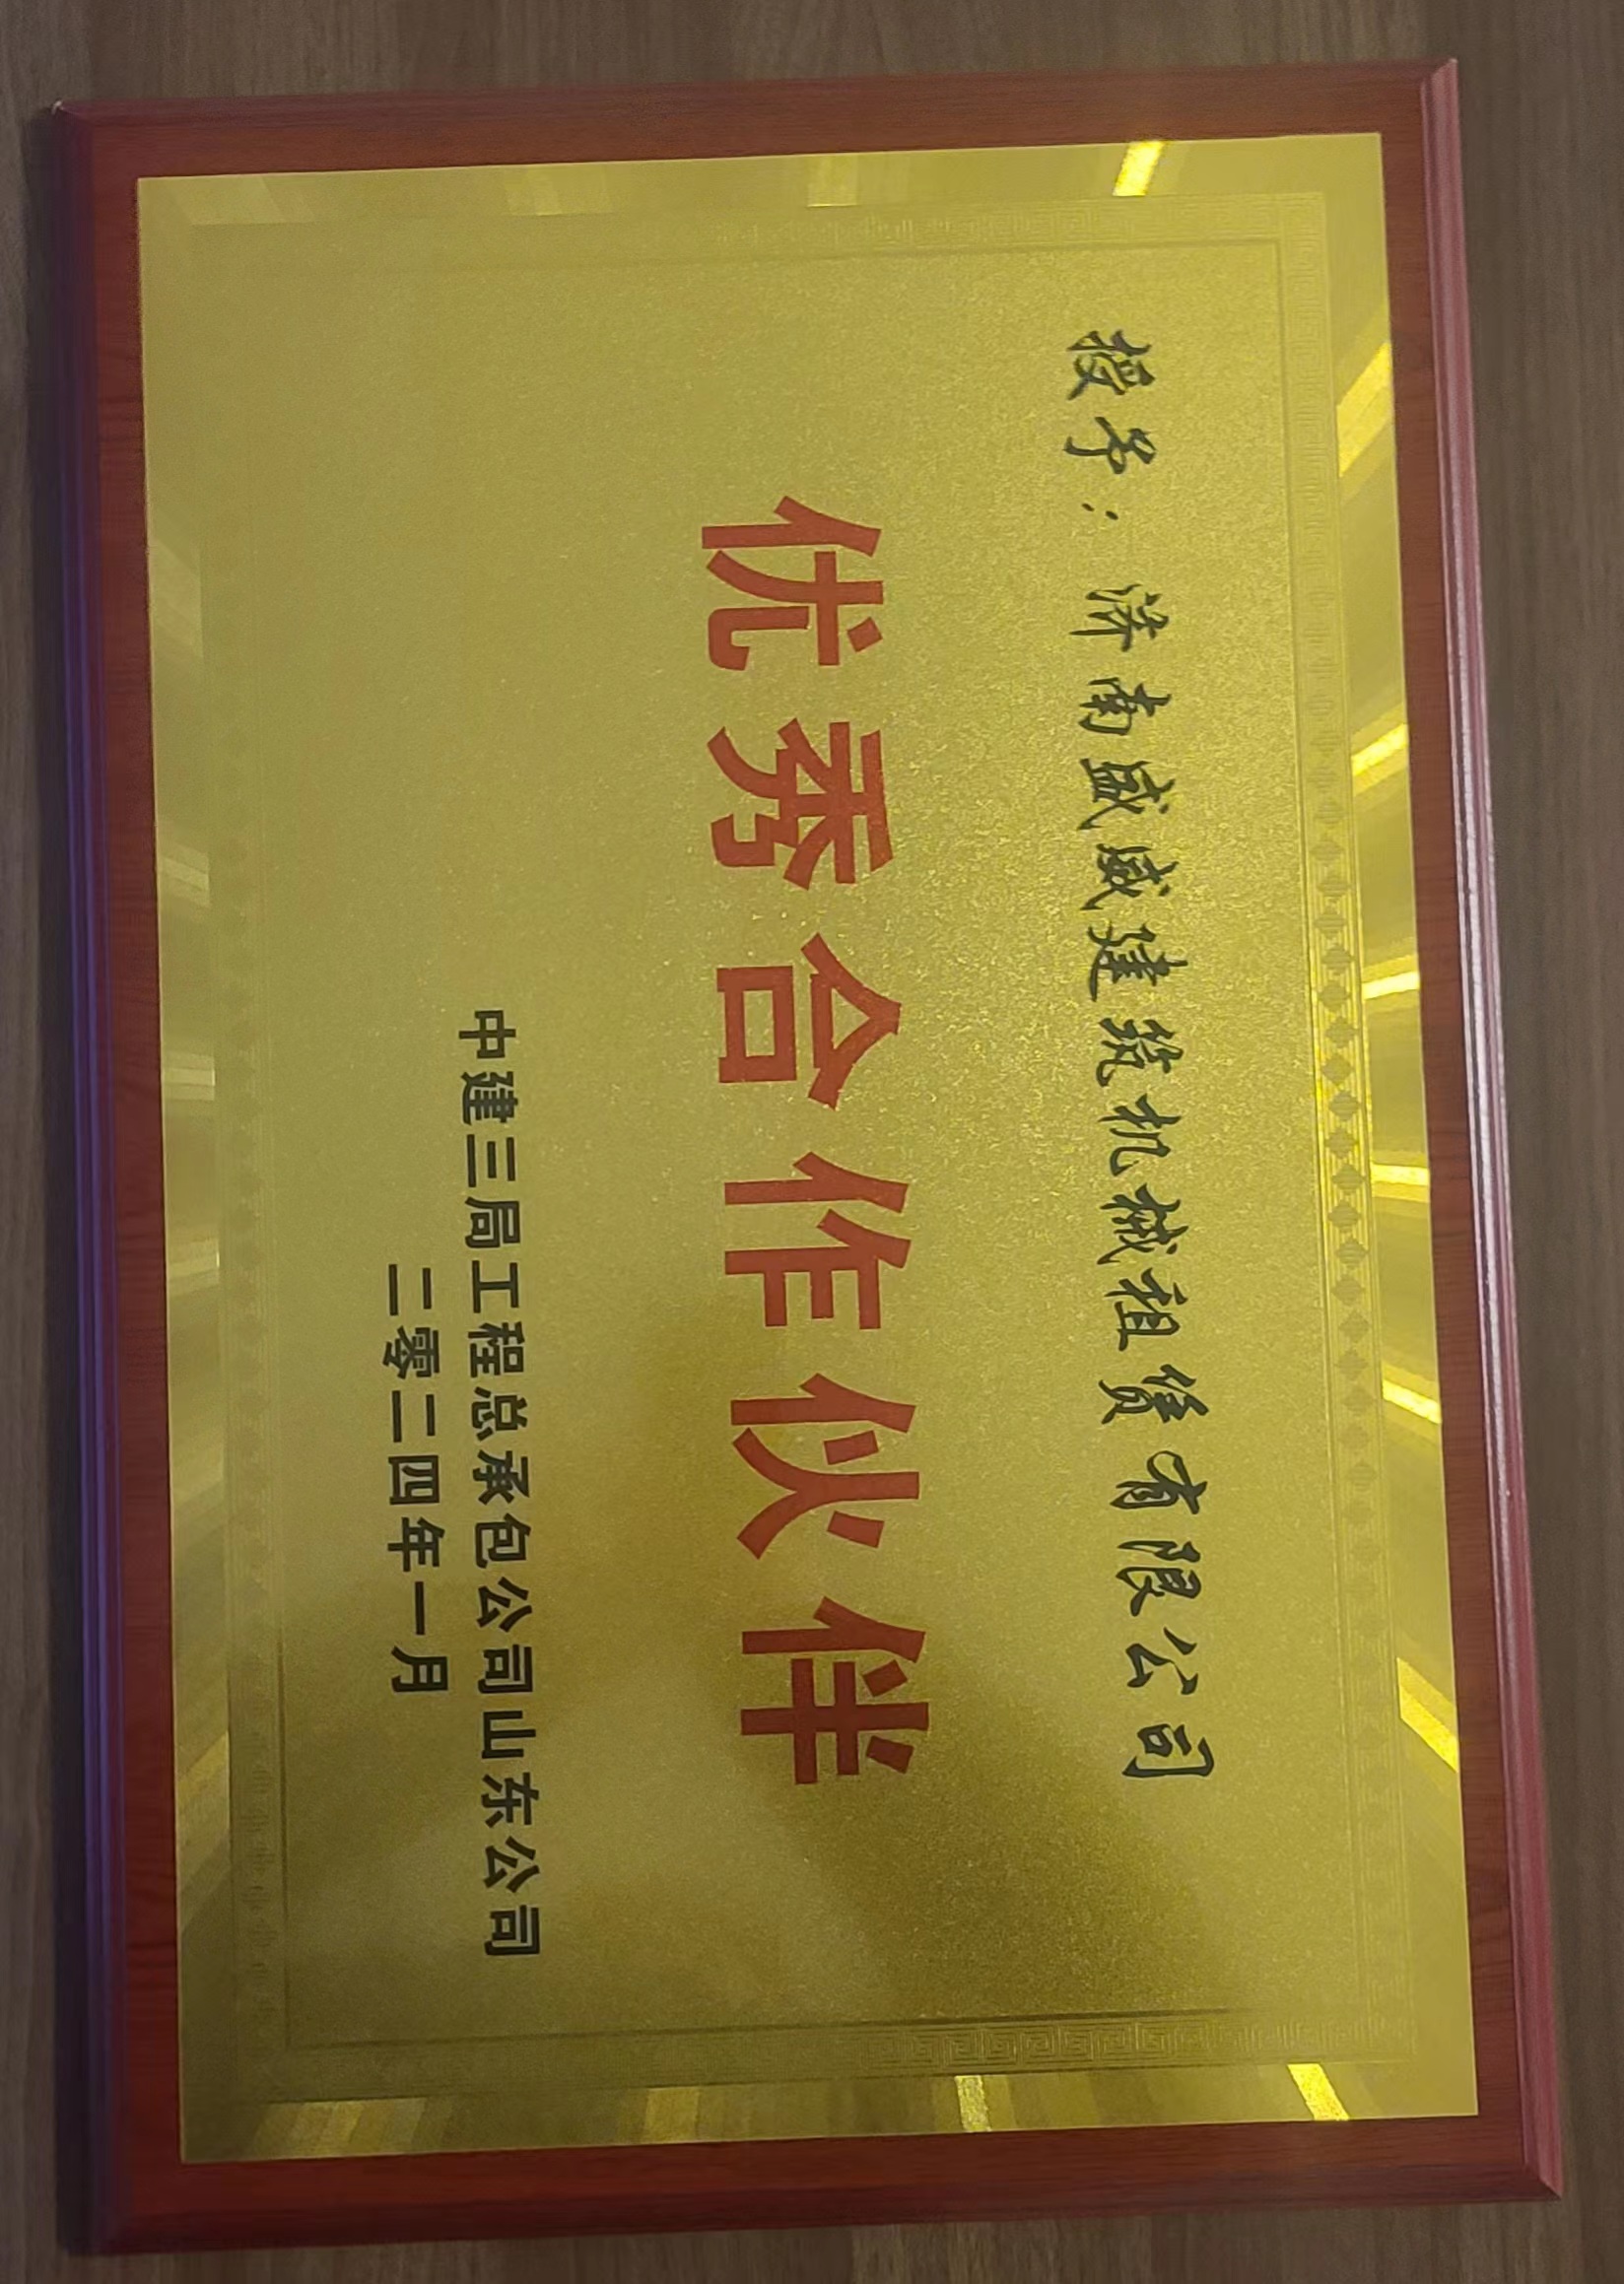 授予：济南盛威建筑机械租赁有限公司
优秀合作伙伴
中建三局工程总承包公司山东公司
二零二四年一月